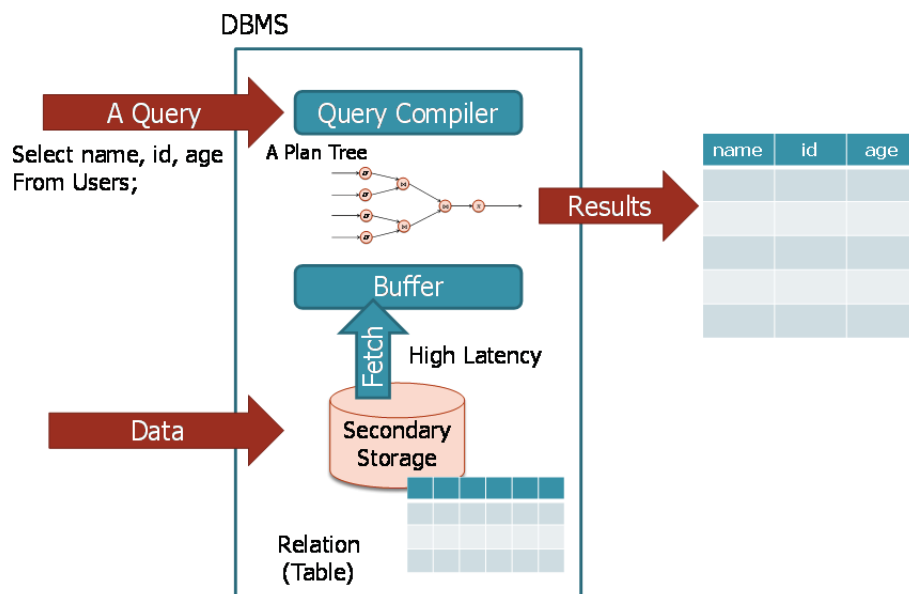 DBMS
A Query
Query Compiler
Select name, id, age
From Users;
A Plan Tree
σ
σ
σ
σ
⋈
⋈
⋈
π
Results
name id age
Buffer
Fetch
High Latency
Data
Secondary
Storage
Relation
(Table)